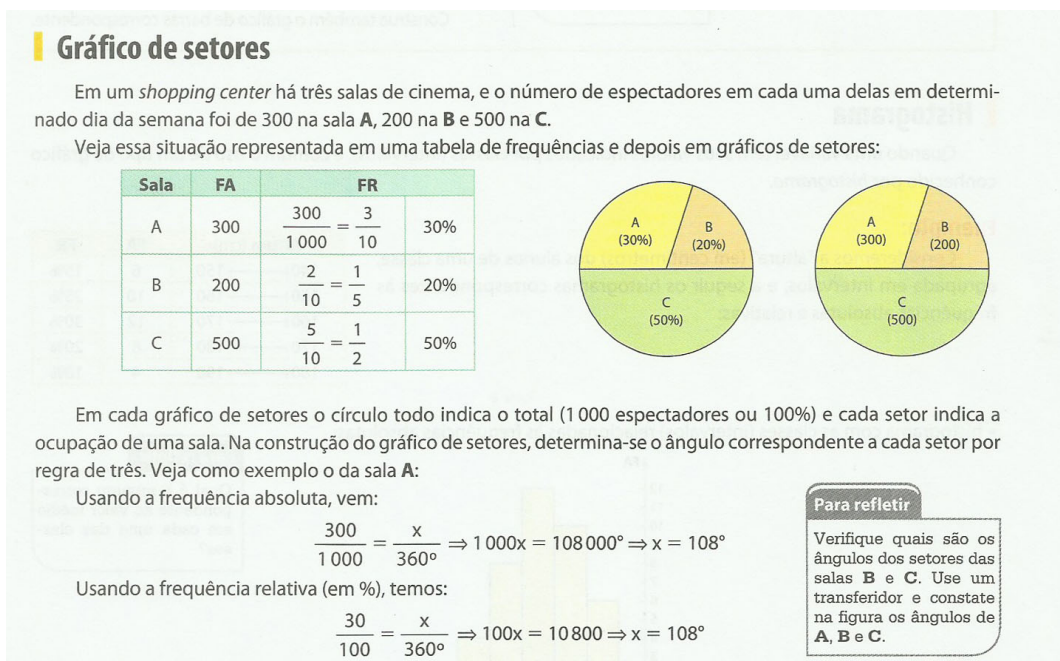 Gráfico de setores
Em um shopping center há três salas de cinema, e o número de espectadores em cada uma delas em determi-
nado dia da semana foi de 300 na sala A, 200 na B e 500 na C.
Veja essa situação representada em uma tabela de frequências e depois em gráficos de setores:
Sala FA FR
A 300 300/1 000 = 3/10 30%
B 200 2/10 = 1/5 20%
C 500 5/10 = 1/2 50%
A
(30%)
B
(20%)
C
(50%)
A
(300)
B
(200)
C
(500)
Em cada gráfico de setores o círculo todo indica o total (1 000 espectadores ou 100%) e cada setor indica a
ocupação de uma sala. Na construção do gráfico de setores, determina-se o ângulo correspondente a cada setor por
regra de três. Veja como exemplo o da sala A:
Usando a frequência absoluta, vem:
300/1 000 = x/360º ⇒ 1 000x = 108 000° ⇒ x = 108°
Usando a frequência relativa (em %), temos:
30/100 = x/360º ⇒ 100x = 10 800 ⇒ x = 108°
Para refletir
Verifique quais são os
ângulos dos setores das
salas B e C. Use um
transferidor e constate
na figura os ângulos de
A, B e C.